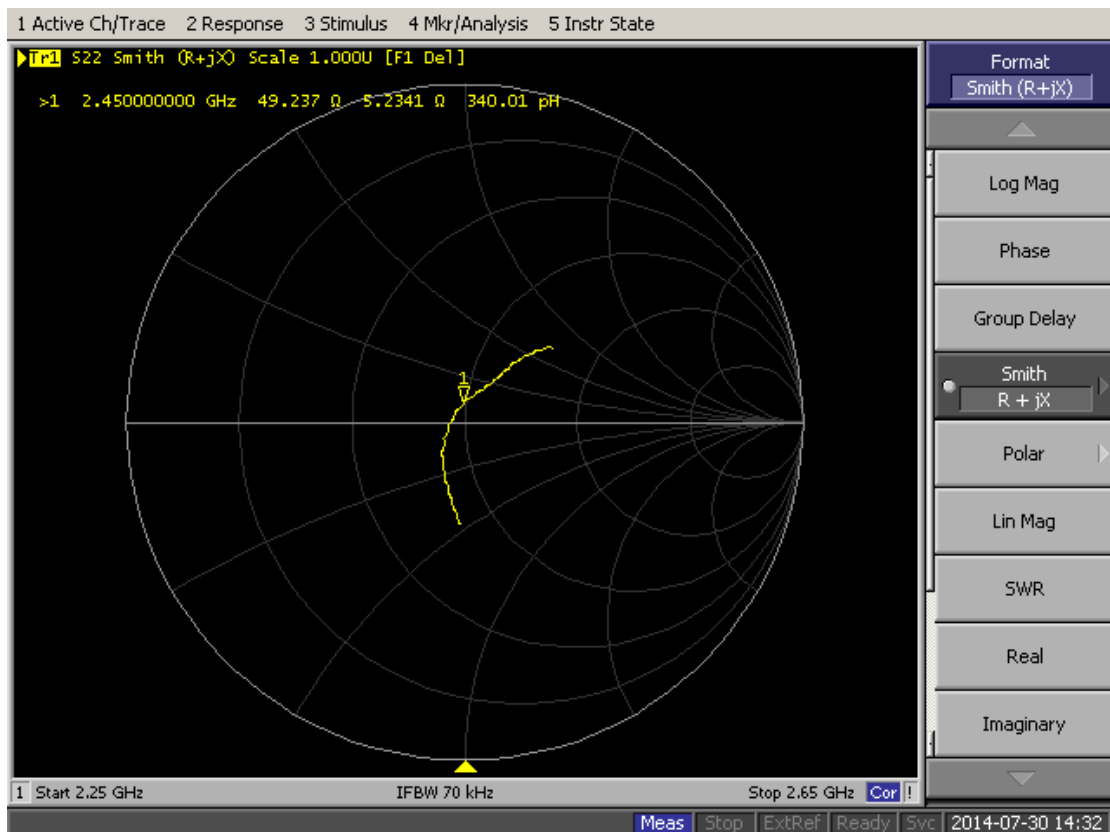 1 Active Ch/Trace 2 Response 3 Stimulus 4 Mkr/Analysis 5 Instr State
Tr1 S22 Smith (R+jX) Scale 1.000U [F1 Del]
>1 2.450000000 GHz 49.237 Ω 5.2341 Ω 340.01 pH
1
Format
Smith (R+jX)
Log Mag
Phase
Group Delay
Smith
R + jX
Polar
Lin Mag
SWR
Real
Imaginary
1 Start 2.25 GHz IFBW 70 kHz Stop 2.65 GHz Cor !
Meas Stop ExtRef Ready Svc 2014-07-30 14:32